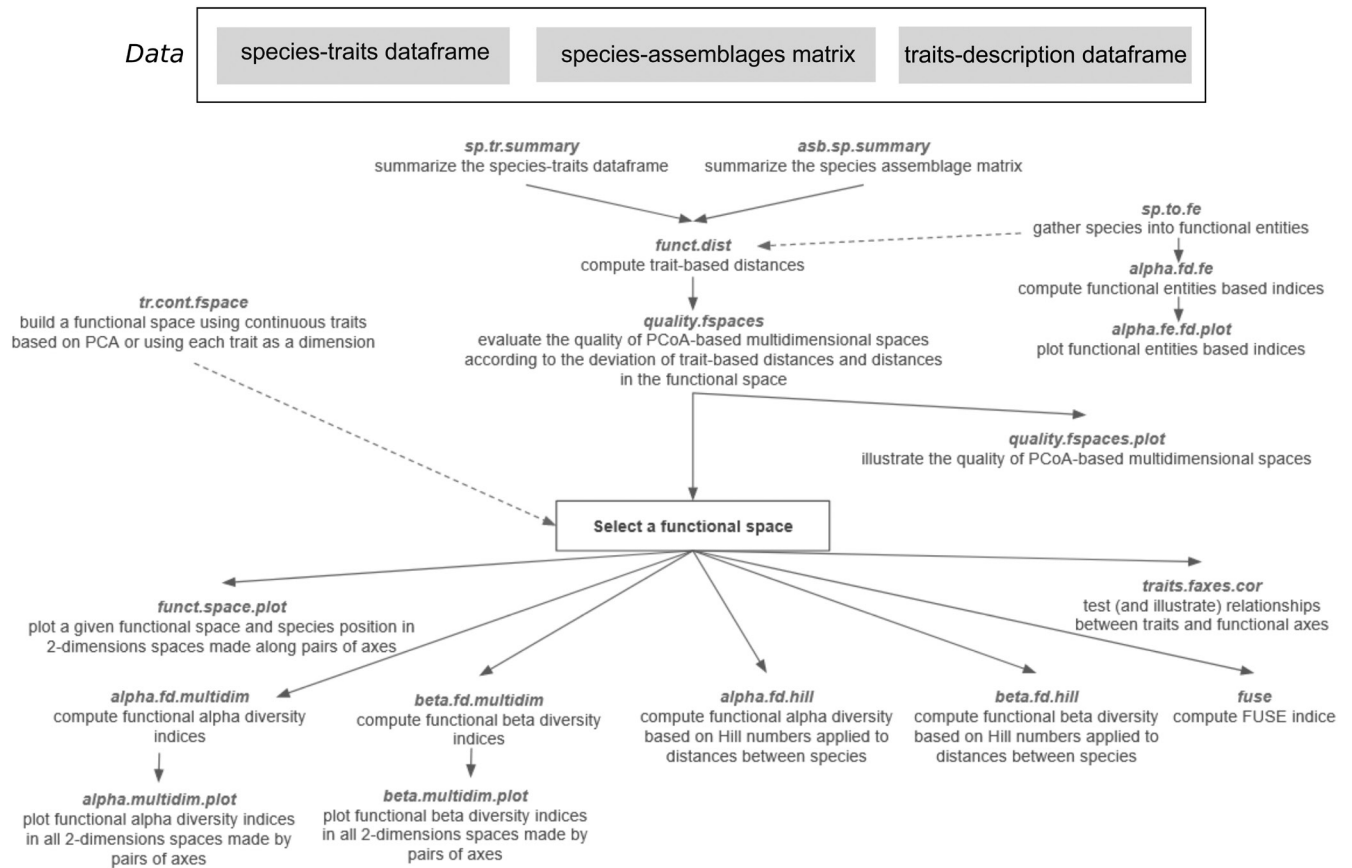 Data
species-traits dataframe
species-assemblages matrix
traits-description dataframe
sp.tr.summary
summarize the species-traits dataframe
asb.sp.summary
summarize the species assemblage matrix
sp.to.fe
gather species into functional entities
funct.dist
compute trait-based distances
alpha.fd.fe
compute functional entities based indices
tr.cont.fspace
build a functional space using continuous traits
based on PCA or using each trait as a dimension
quality.fspaces
evaluate the quality of PCoA-based multidimensional spaces
according to the deviation of trait-based distances and distances
in the functional space
alpha.fe.fd.plot
plot functional entities based indices
quality.fspaces.plot
illustrate the quality of PCoA-based multidimensional spaces
Select a functional space
funct.space.plot
plot a given functional space and species position in
2-dimensions spaces made along pairs of axes
traits.faxes.cor
test (and illustrate) relationships
between traits and functional axes
alpha.fd.multidim
compute functional alpha diversity
indices
beta.fd.multidim
compute functional beta diversity
indices
alpha.fd.hill
compute functional alpha diversity
based on Hill numbers applied to
distances between species
beta.fd.hill
compute functional beta diversity
based on Hill numbers applied to
distances between species
fuse
compute FUSE indice
alpha.multidim.plot
plot functional alpha diversity indices
in all 2-dimensions spaces made by
pairs of axes
beta.multidim.plot
plot functional beta diversity indices
in all 2-dimensions spaces made by
pairs of axes